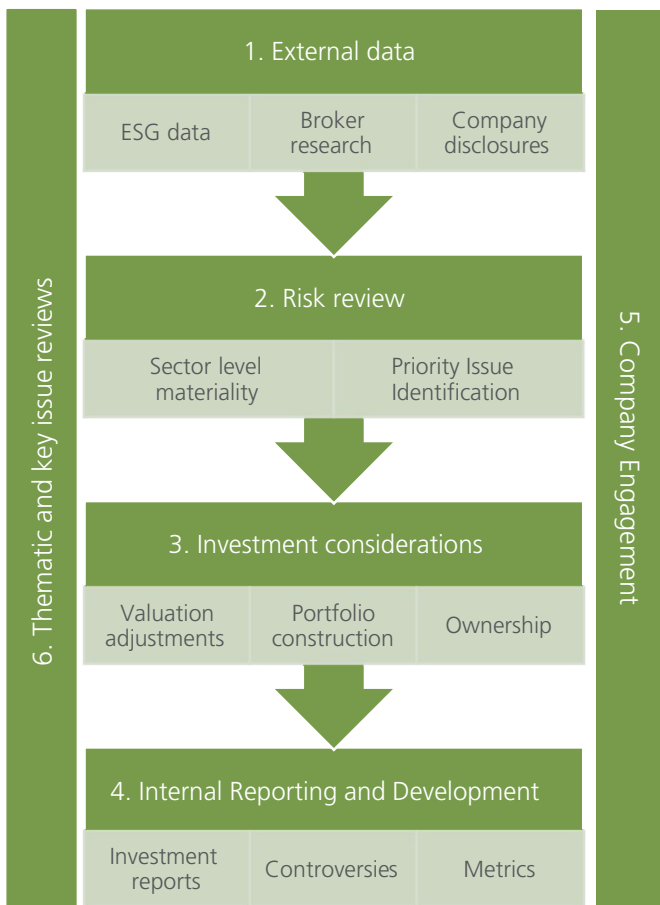 1. External data
ESG data
Broker
research
Company
disclosures
2. Risk review
Sector level
materiality
Priority Issue
Identification
3. Investment considerations
Valuation
adjustments
Portfolio
construction
Ownership
4. Internal Reporting and Development
Investment
reports
Controversies
Metrics
5. Company Engagement
6. Thematic and key issue reviews